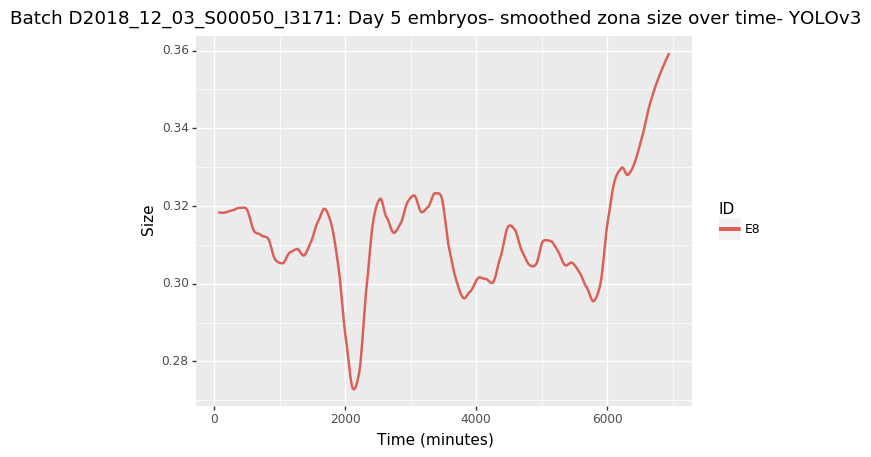 Batch D2018_12_03_S00050_I3171: Day 5 embryos- smoothed zona size over time- YOLOv3
0.36
0.34
0.32
0.30
0.28
Size
0
2000
4000
6000
Time (minutes)
ID
E8